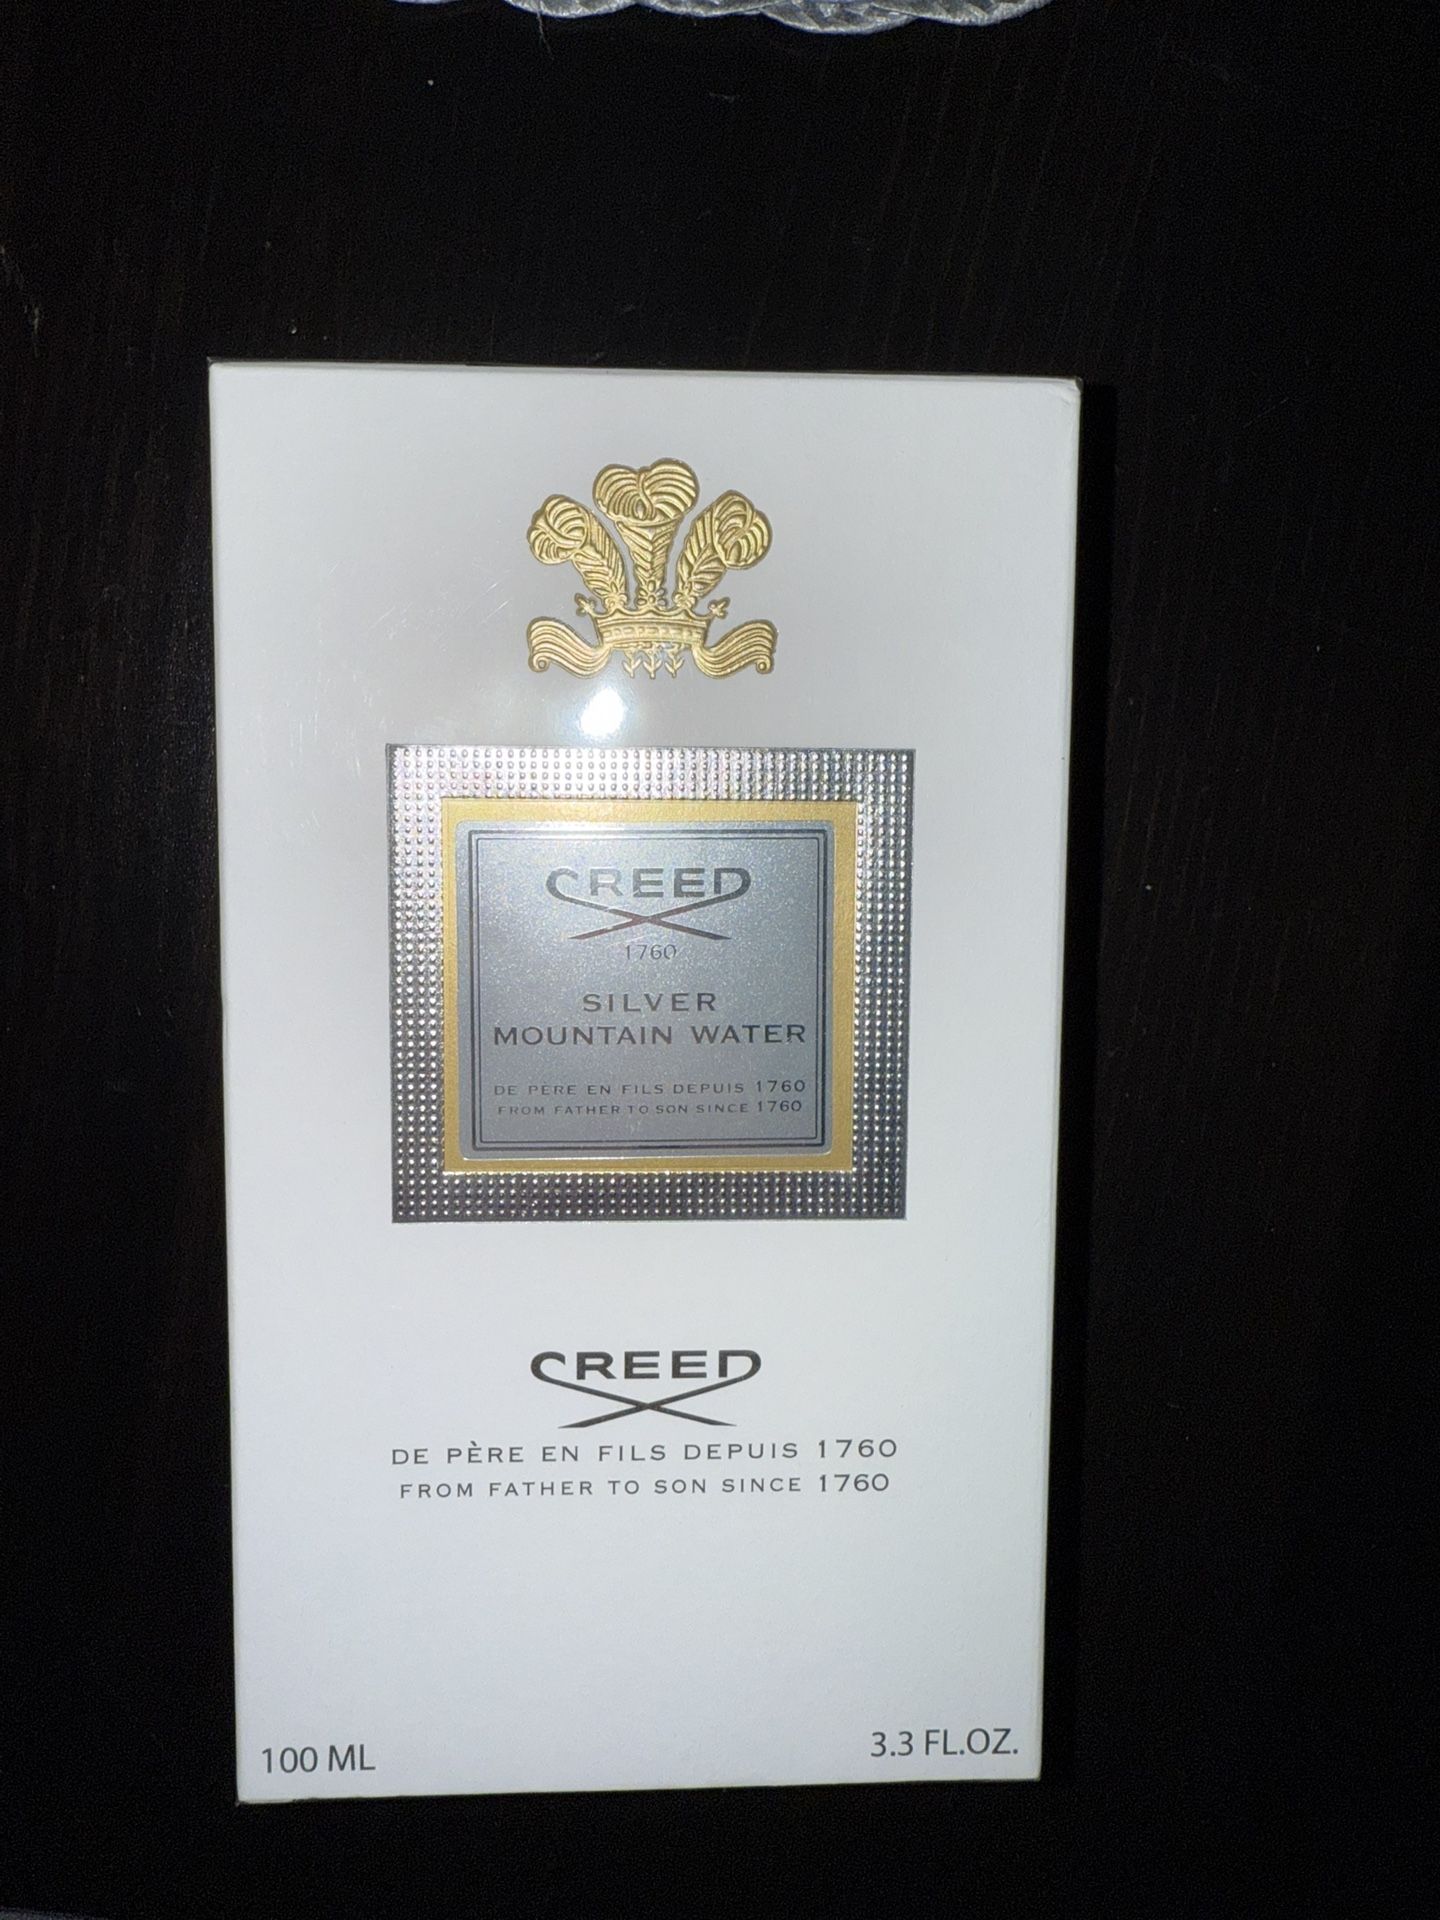 CREED
1760
SILVER
MOUNTAIN WATER
DE PÈRE EN FILS DEPUIS 1760
FROM FATHER TO SON SINCE 1760
CREED
DE PÈRE EN FILS DEPUIS 1760
FROM FATHER TO SON SINCE 1760
100 ML
3.3 FL.OZ.